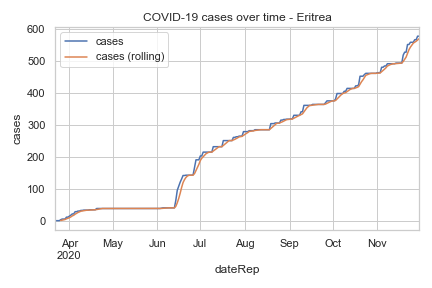 COVID-19 cases over time - Eritrea
cases
cases (rolling)
600
500
400
300
200
100
0
cases
Apr May Jun Jul Aug Sep Oct Nov
2020
dateRep